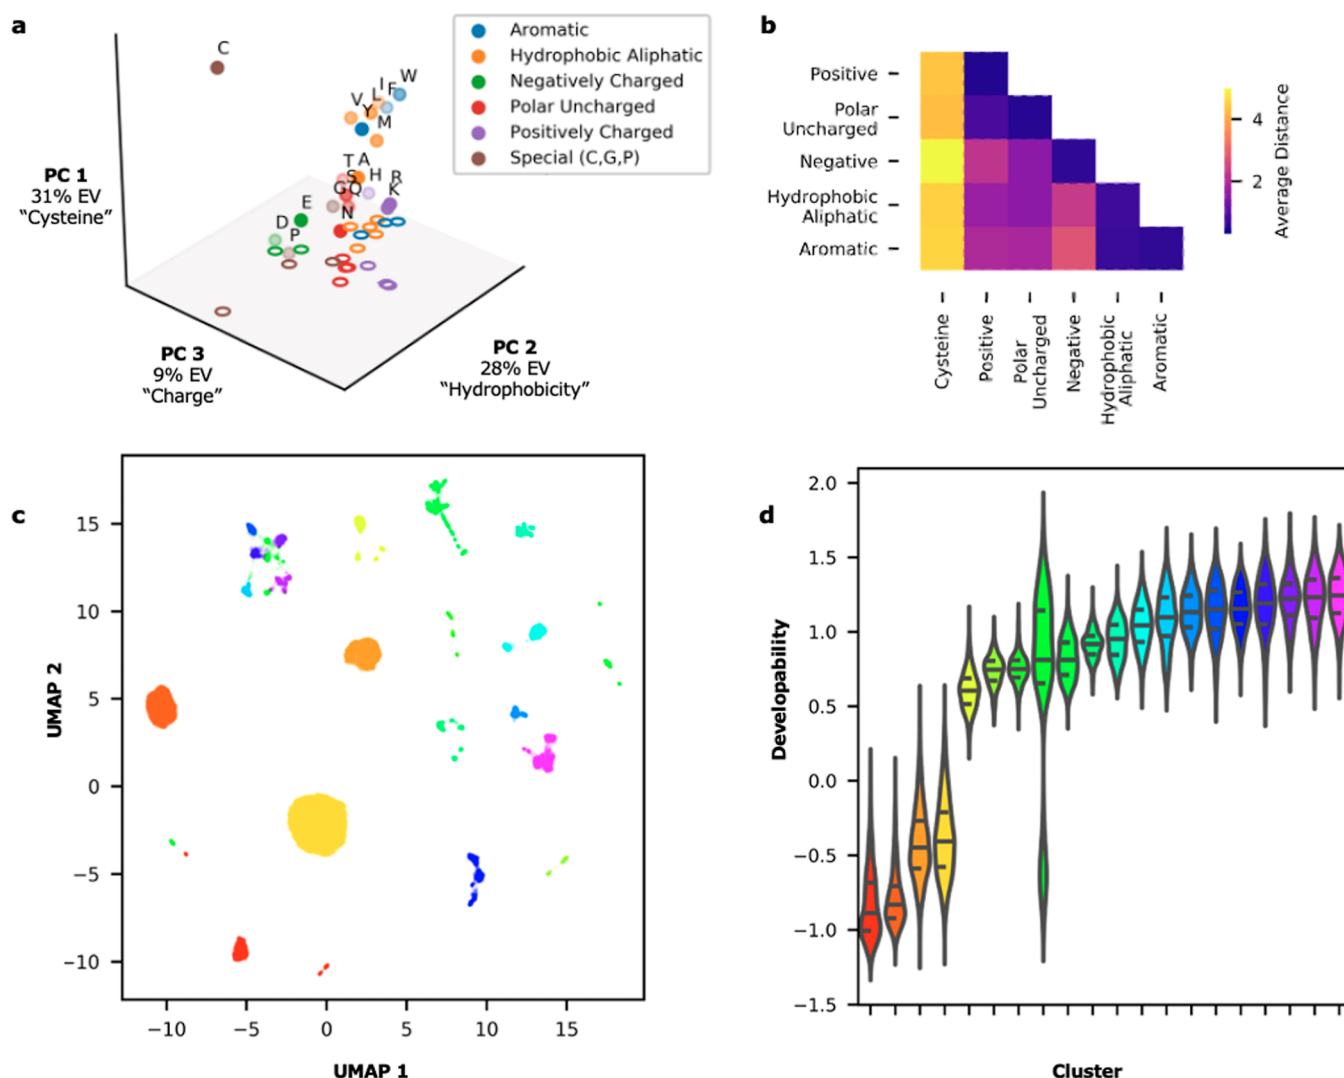 a
C
W
I
F
L
V
Y
M
T
A
H
R
S
G
Q
K
N
E
D
P
Aromatic
Hydrophobic Aliphatic
Negatively Charged
Polar Uncharged
Positively Charged
Special (C,G,P)
PC 1
31% EV
“Cysteine”
PC 3
9% EV
“Charge”
PC 2
28% EV
“Hydrophobicity”
b
Positive
Polar
Uncharged
Negative
Hydrophobic
Aliphatic
Aromatic
Cysteine
Positive
Polar
Uncharged
Negative
Hydrophobic
Aliphatic
Aromatic
4
2
Average Distance
c
15
10
5
0
−5
−10
UMAP 2
−10
−5
0
5
10
15
UMAP 1
d
2.0
1.5
1.0
0.5
0.0
−0.5
−1.0
−1.5
Developability
Cluster